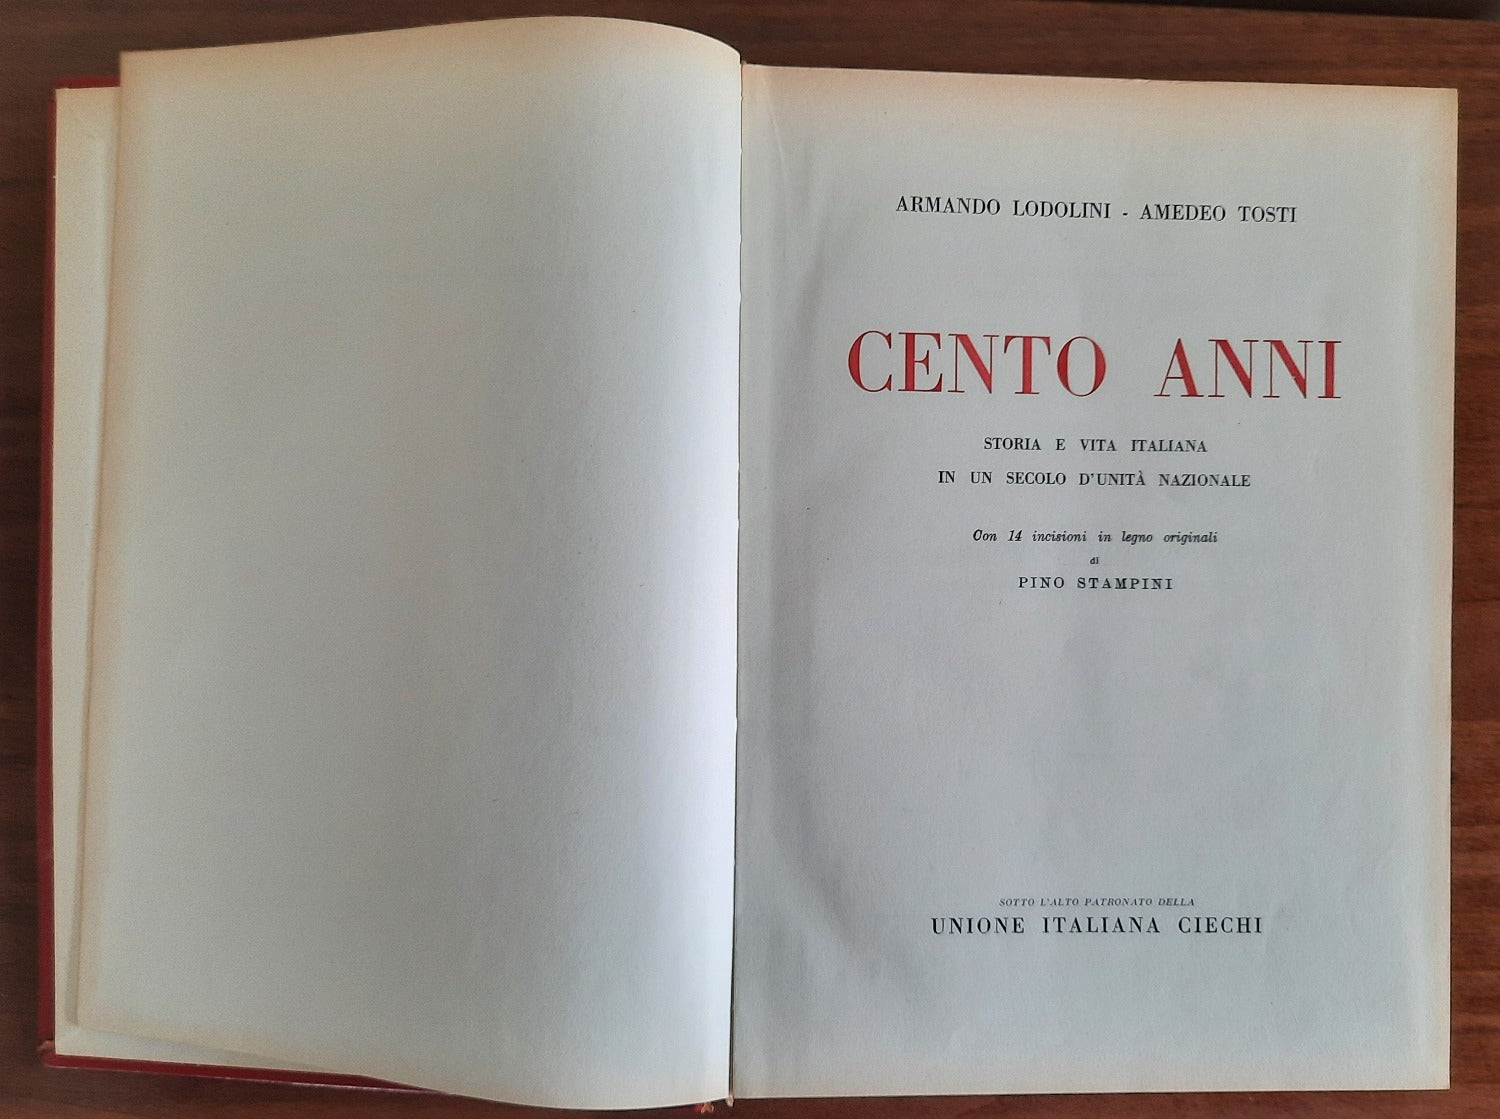 ARMANDO LODOLINI - AMEDEO TOSTI
CENTO ANNI
STORIA E VITA ITALIANA
IN UN SECOLO D'UNITÀ NAZIONALE
Con 14 incisioni in legno originali
di
PINO STAMPINI
SOTTO L'ALTO PATRONATO DELLA
UNIONE ITALIANA CIECHI